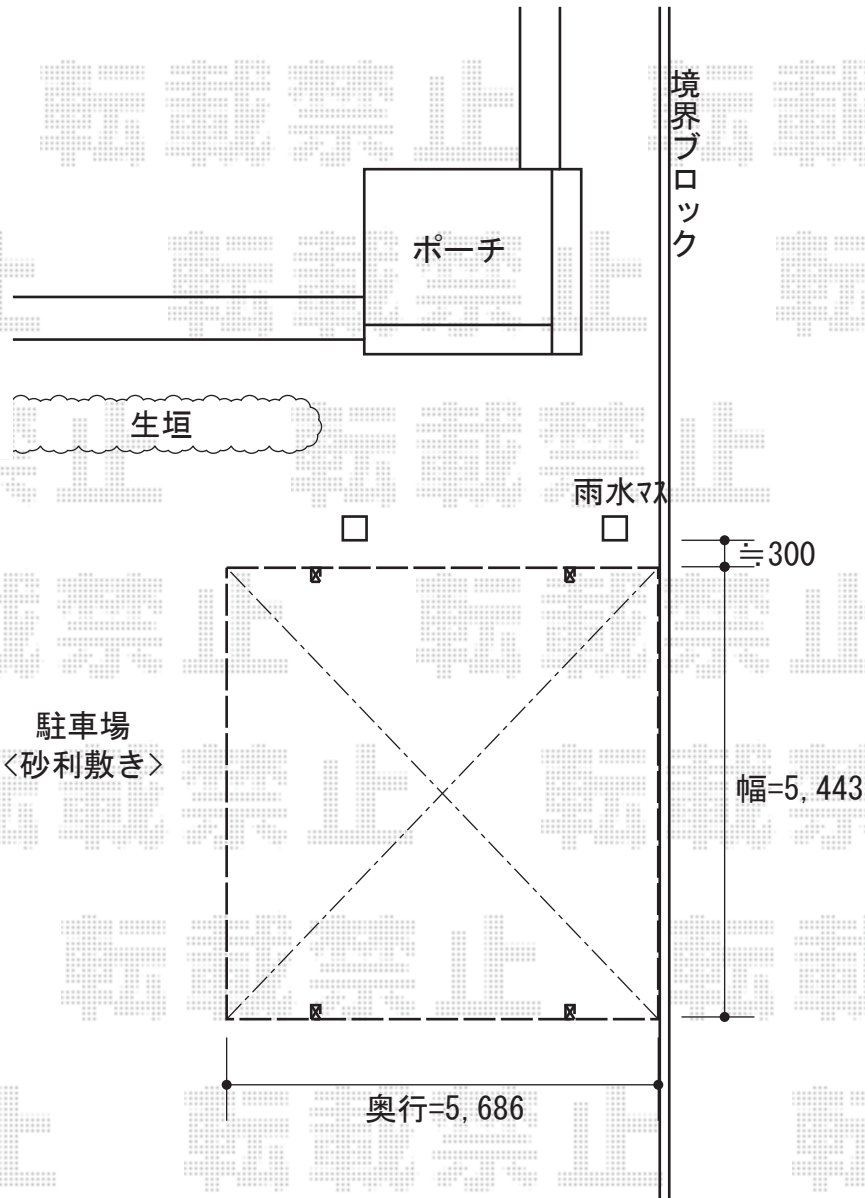 境界ブロック
ポーチ
生垣
雨水ﾏｽ
≒300
駐車場
<砂利敷き>
幅=5,443
奥行=5,686
転載禁止